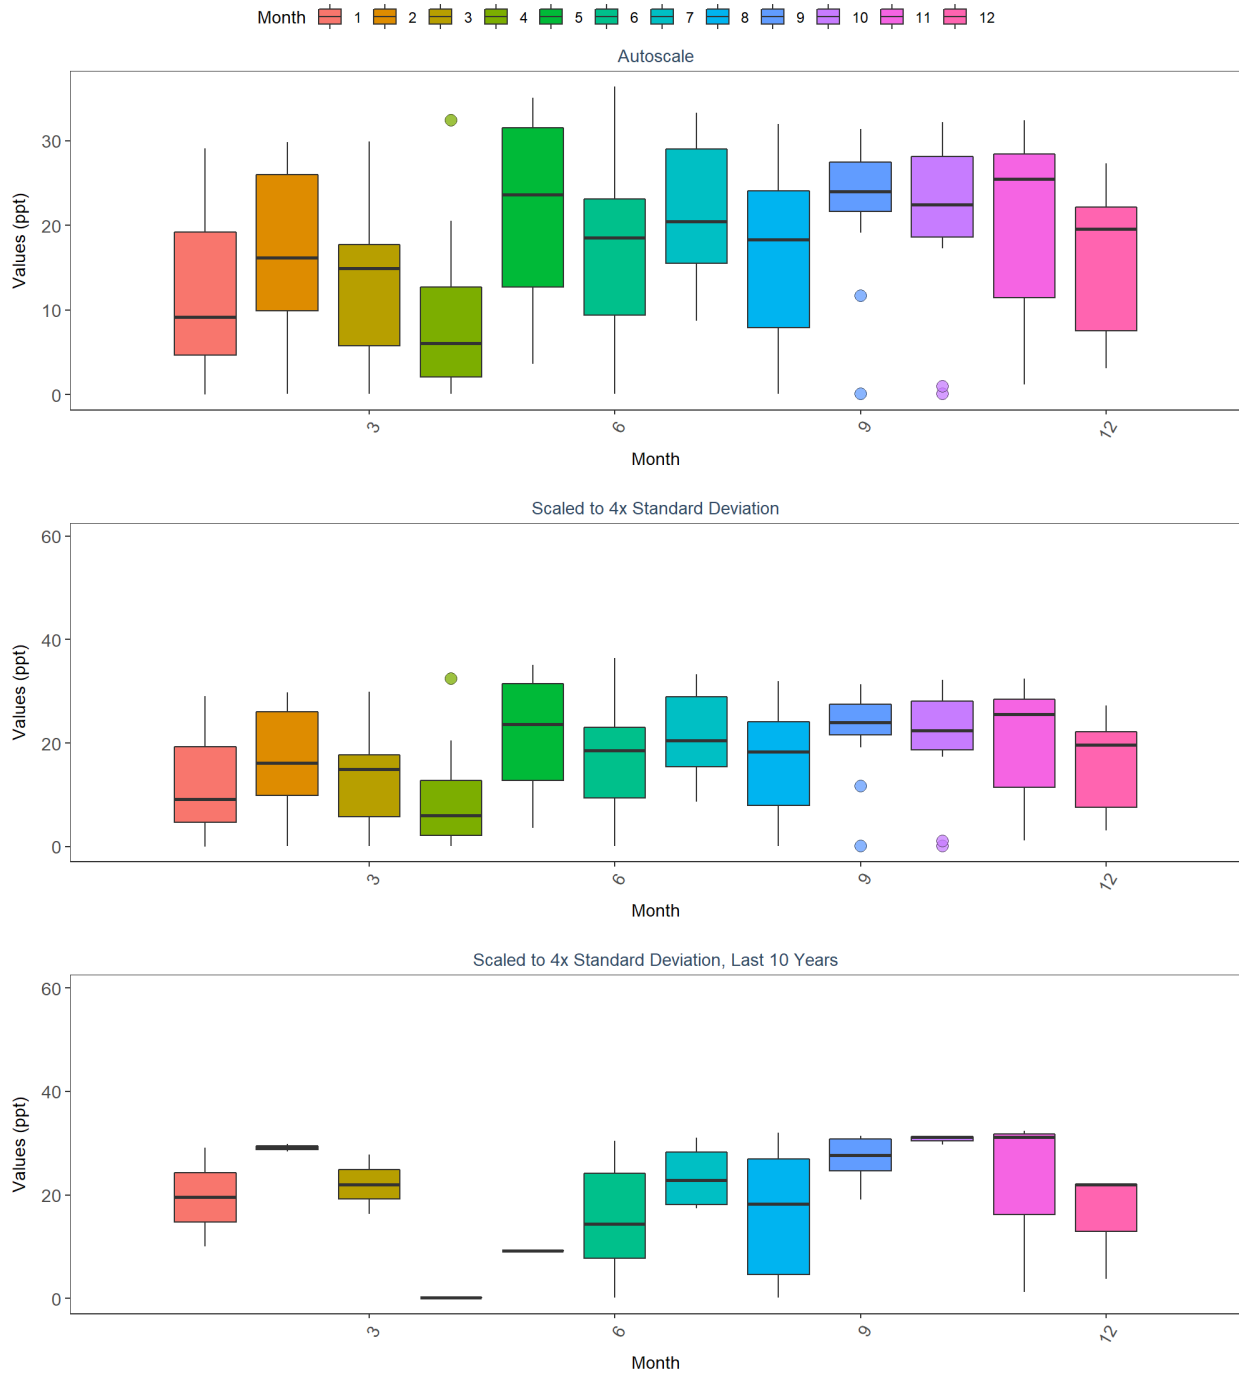 Month 1 2 3 4 5 6 7 8 9 10 11 12
Autoscale
Values (ppt)
30
20
10
0
3 6 9 12
Month
Scaled to 4x Standard Deviation
Values (ppt)
60
40
20
0
3 6 9 12
Month
Scaled to 4x Standard Deviation, Last 10 Years
Values (ppt)
60
40
20
0
3 6 9 12
Month